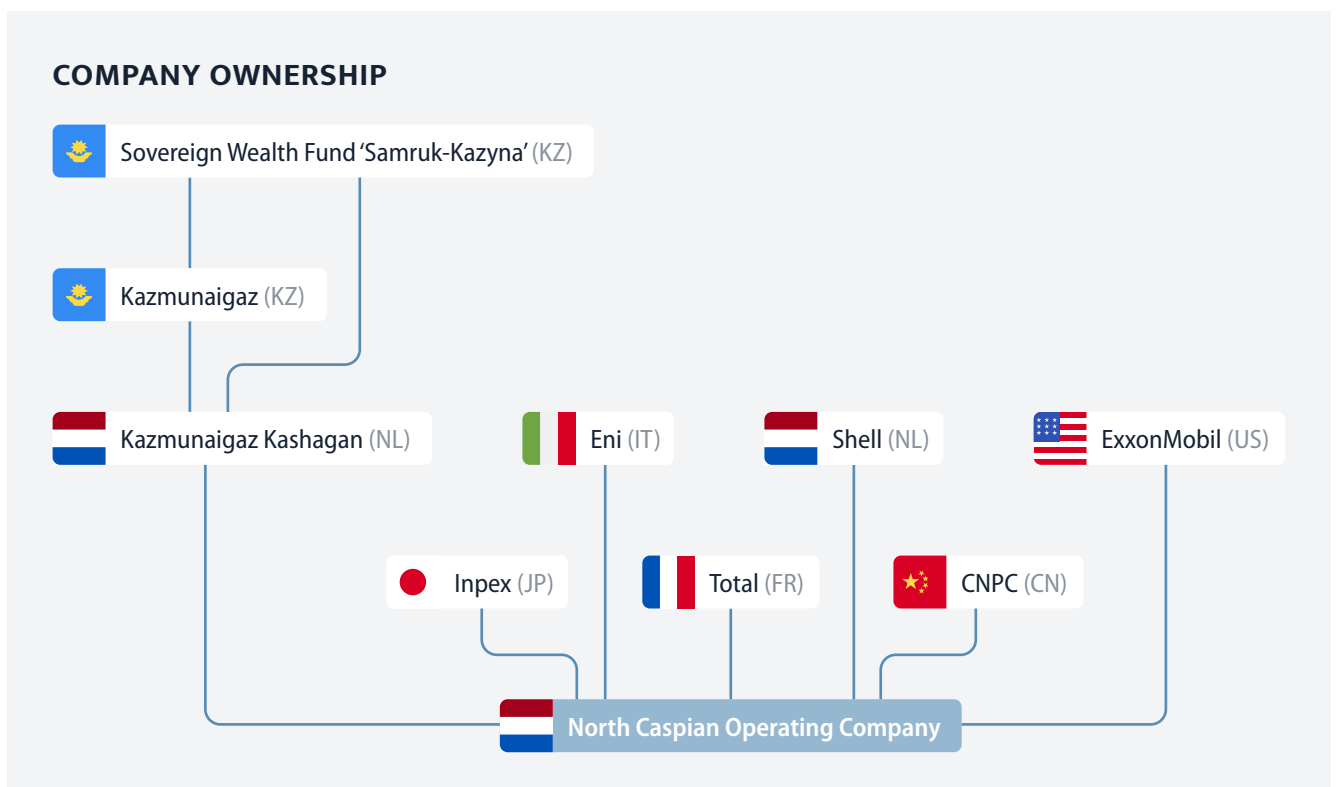 COMPANY OWNERSHIP
Sovereign Wealth Fund ‘Samruk-Kazyna’ (KZ)
Kazmunaigaz (KZ)
Kazmunaigaz Kashagan (NL)
Eni (IT)
Shell (NL)
ExxonMobil (US)
Inpex (JP)
Total (FR)
CNPC (CN)
North Caspian Operating Company